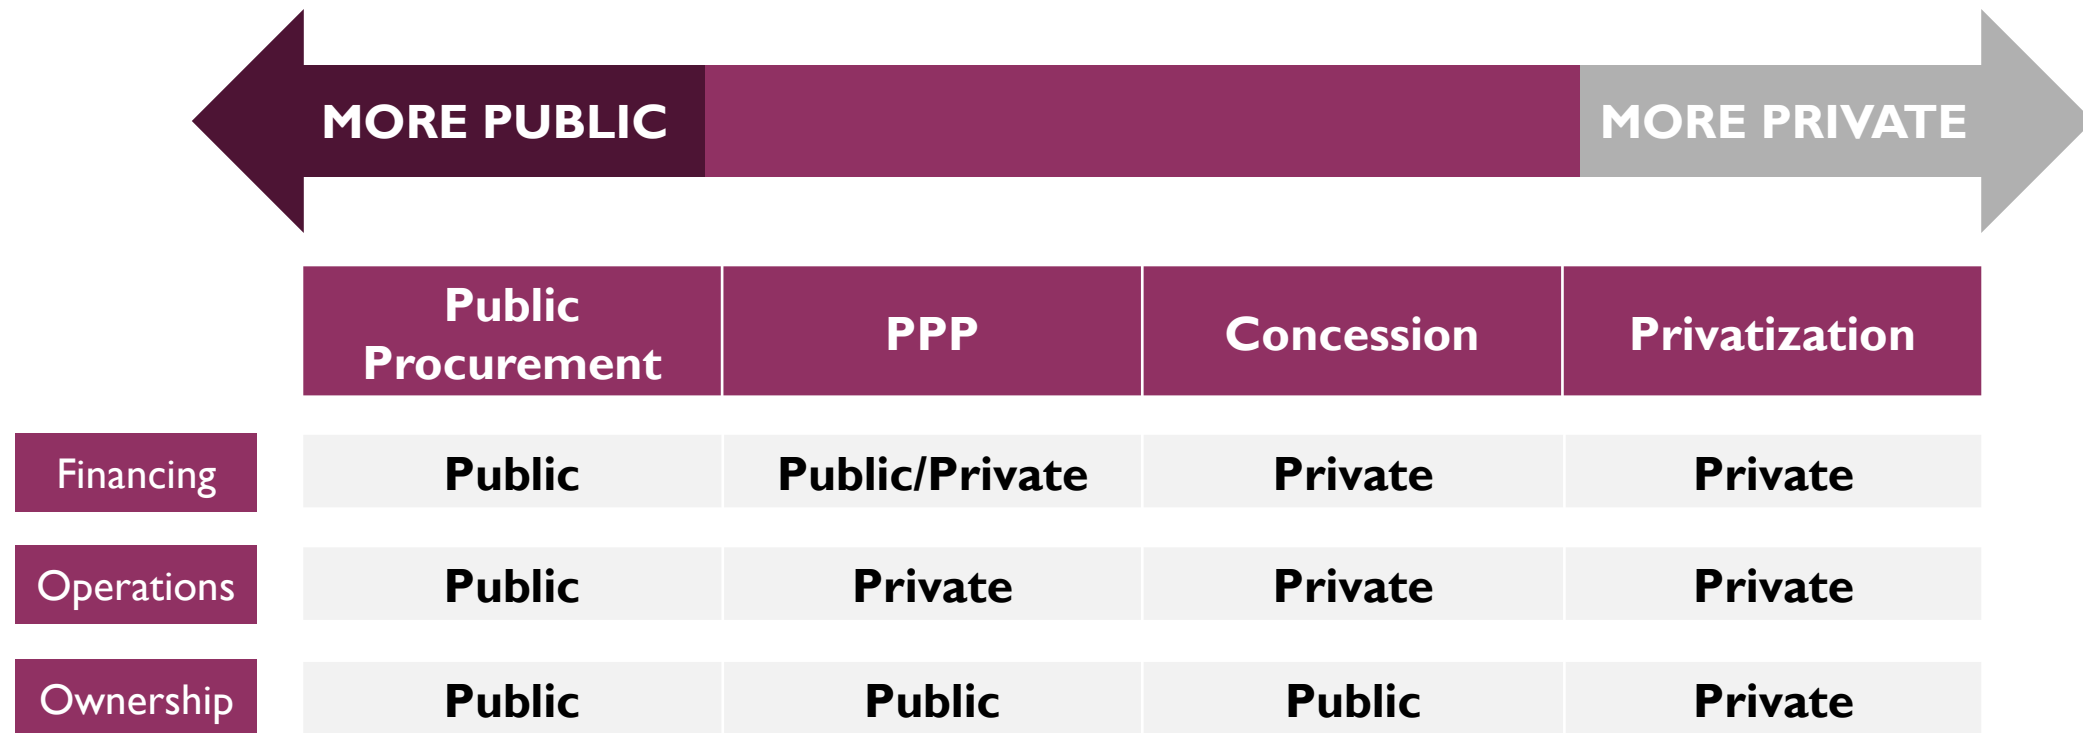 MORE PUBLIC MORE PRIVATE
Public
Procurement
PPP
Concession
Privatization
Financing Public Public/Private Private Private
Operations Public Private Private Private
Ownership Public Public Public Private